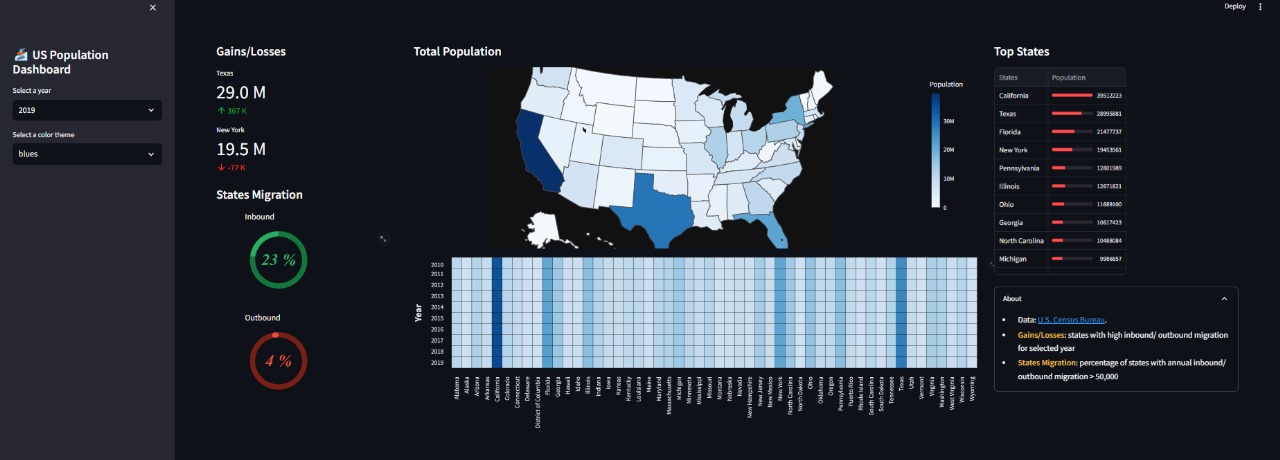 Deploy
US Population
Dashboard
Select a year
2019
Select a color theme
blues
Gains/Losses
Texas
29.0 M
↑ 367 K
New York
19.5 M
↓ -77 K
States Migration
Inbound
23 %
Outbound
4 %
Total Population
Population
30M
20M
10M
0
Year
2010
2011
2012
2013
2014
2015
2016
2017
2018
2019
Alabama
Alaska
Arizona
Arkansas
California
Colorado
Connecticut
Delaware
District of Columbia
Florida
Georgia
Hawaii
Idaho
Illinois
Indiana
Iowa
Kansas
Kentucky
Louisiana
Maine
Maryland
Massachusetts
Michigan
Minnesota
Mississippi
Missouri
Montana
Nebraska
Nevada
New Hampshire
New Jersey
New Mexico
New York
North Carolina
North Dakota
Ohio
Oklahoma
Oregon
Pennsylvania
Puerto Rico
Rhode Island
South Carolina
South Dakota
Tennessee
Texas
Utah
Vermont
Virginia
Washington
West Virginia
Wisconsin
Wyoming
Top States
States Population
California 39512223
Texas 28995881
Florida 21477737
New York 19453561
Pennsylvania 12801989
Illinois 12671821
Ohio 11689100
Georgia 10617423
North Carolina 10488084
Michigan 9986857
About
• Data: U.S. Census Bureau.
• Gains/Losses: states with high inbound/ outbound migration
for selected year
• States Migration: percentage of states with annual inbound/
outbound migration > 50,000